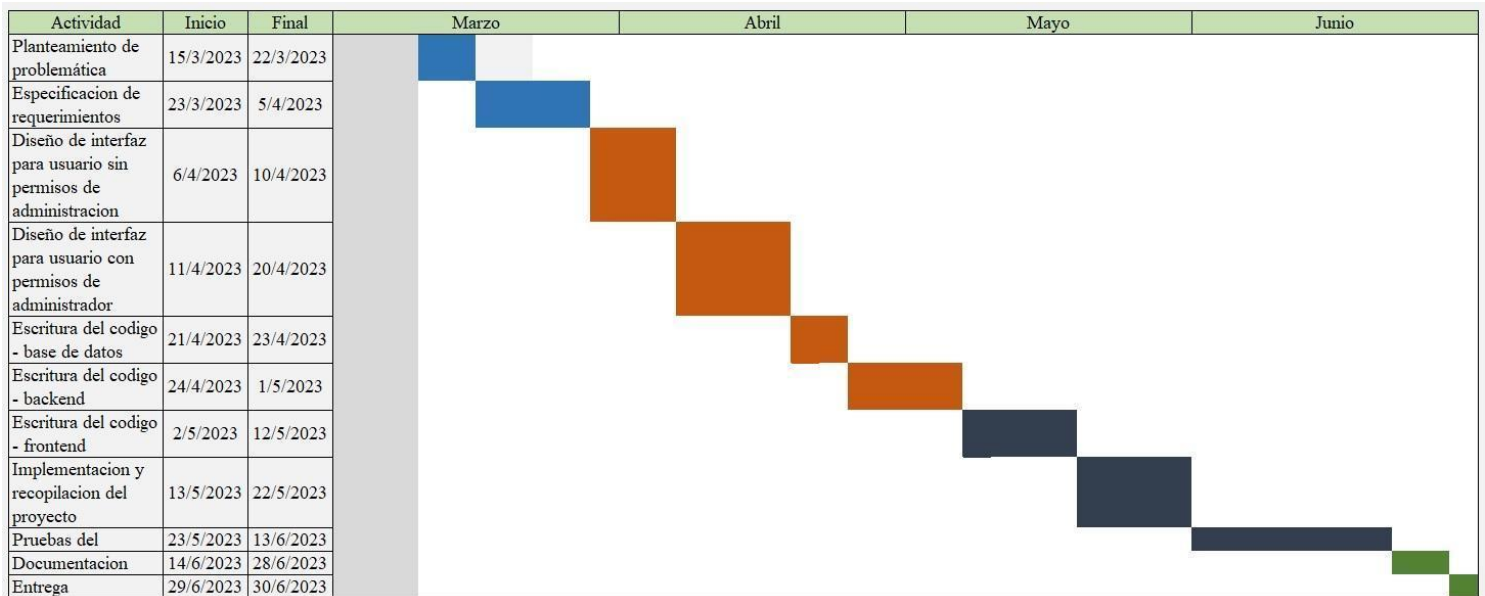 Actividad Inicio Final Marzo Abril Mayo Junio
Planteamiento de
problemática
15/3/2023 22/3/2023
Especificacion de
requerimientos
23/3/2023 5/4/2023
Diseño de interfaz
para usuario sin
permisos de
administracion
6/4/2023 10/4/2023
Diseño de interfaz
para usuario con
permisos de
administrador
11/4/2023 20/4/2023
Escritura del codigo
- base de datos
21/4/2023 23/4/2023
Escritura del codigo
- backend
24/4/2023 1/5/2023
Escritura del codigo
- frontend
2/5/2023 12/5/2023
Implementacion y
recopilacion del
proyecto
13/5/2023 22/5/2023
Pruebas del 23/5/2023 13/6/2023
Documentacion 14/6/2023 28/6/2023
Entrega 29/6/2023 30/6/2023